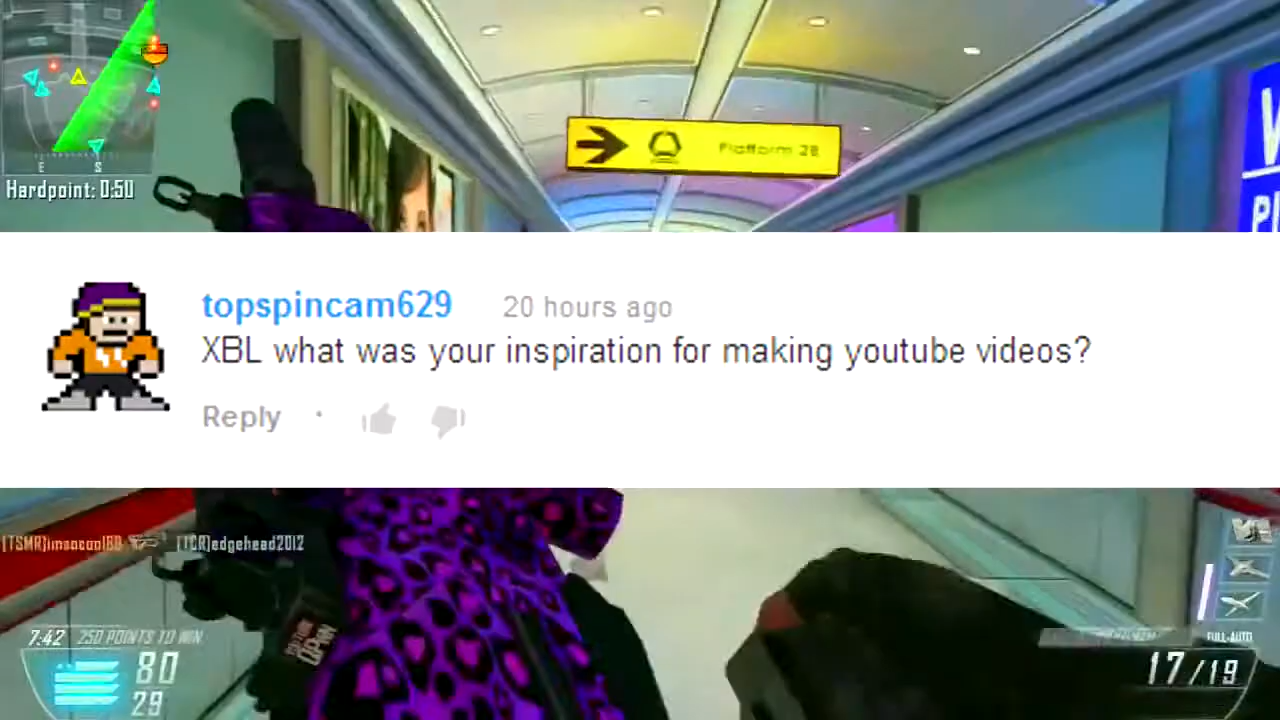 E S
Hardpoint: 0:50
Platform 2B
topspincam629 20 hours ago
XBL what was your inspiration for making youtube videos?
Reply
[TCR]edgehead2012
7:42 250 POINTS TO WIN
80
29
FULL-AUTO
17/19